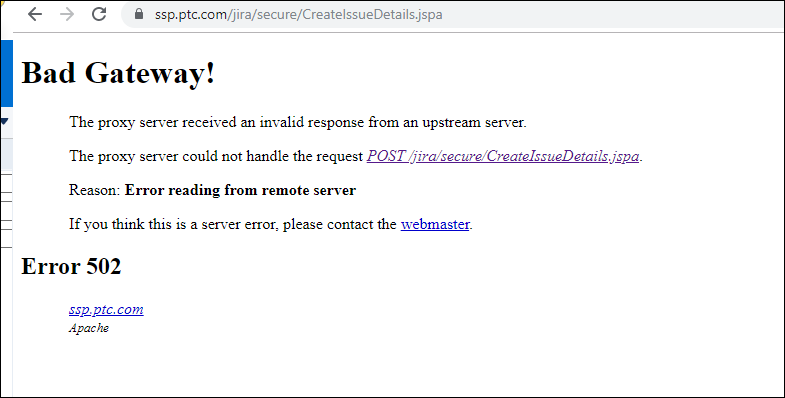 ssp.ptc.com/jira/secure/CreateIssueDetails.jspa
Bad Gateway!
The proxy server received an invalid response from an upstream server.
The proxy server could not handle the request POST /jira/secure/CreateIssueDetails.jspa.
Reason: Error reading from remote server
If you think this is a server error, please contact the webmaster.
Error 502
ssp.ptc.com
Apache